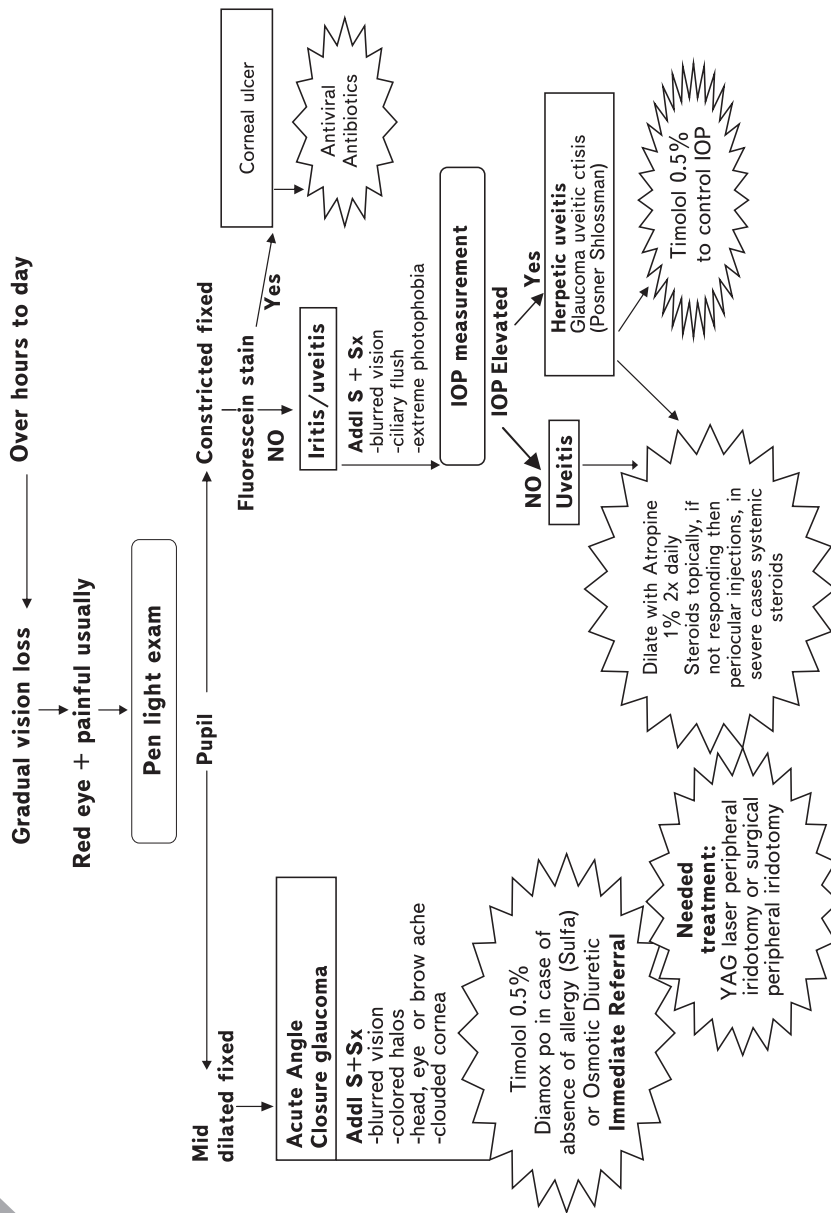 Gradual vision loss
Over hours to day
Red eye + painful usually
Pen light exam
Pupil
Mid
dilated fixed
Acute Angle
Closure glaucoma
Addl S+Sx
-blurred vision
-colored halos
-head, eye or brow ache
-clouded cornea
Timolol 0.5%
Diamox po in case of
absence of allergy (Sulfa)
or Osmotic Diuretic
Immediate Referral
Needed
treatment:
YAG laser peripheral
iridotomy or surgical
peripheral iridotomy
Constricted fixed
Fluorescein stain
Yes
Corneal ulcer
Antiviral
Antibiotics
NO
Iritis/uveitis
Addl S + Sx
-blurred vision
-ciliary flush
-extreme photophobia
IOP measurement
IOP Elevated
NO
Uveitis
Yes
Herpetic uveitis
Glaucoma uveitic ctisis
(Posner Shlossman)
Dilate with Atropine
1% 2x daily
Steroids topically, if
not responding then
periocular injections, in
severe cases systemic
steroids
Timolol 0.5%
to control IOP